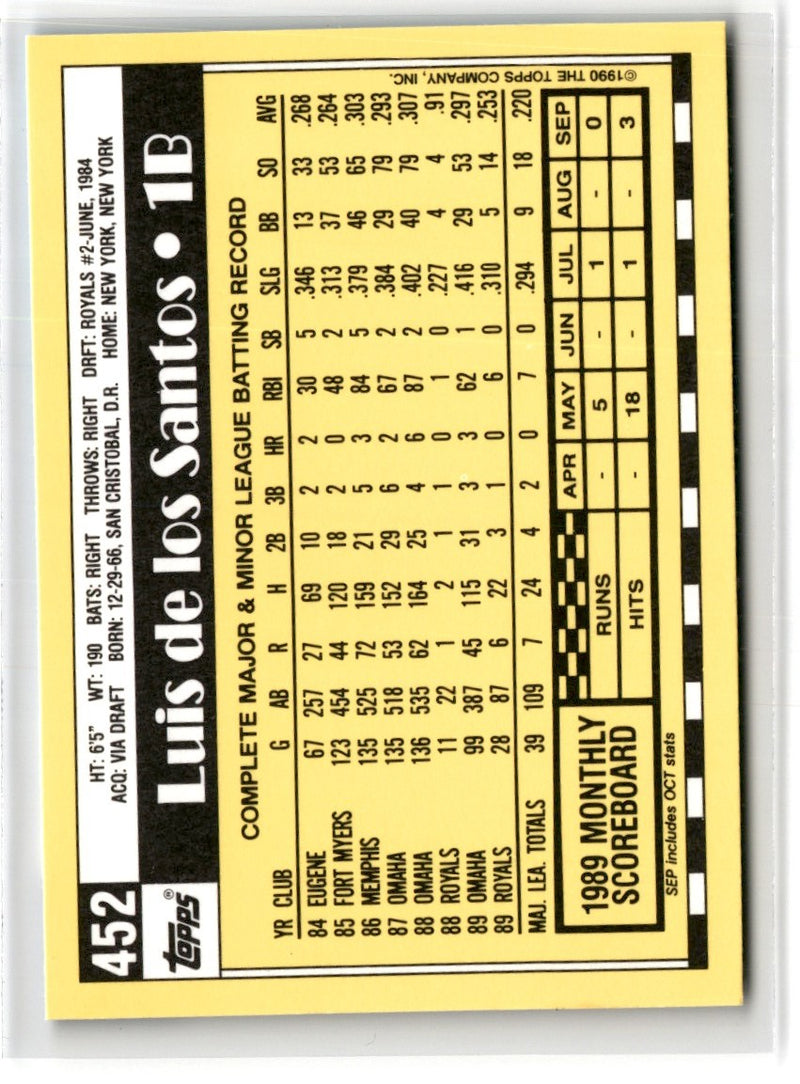 452
HT: 6'5" WT: 190 BATS: RIGHT THROWS: RIGHT DRFT: ROYALS #2-JUNE, 1984
ACQ: VIA DRAFT BORN: 12-29-66, SAN CRISTOBAL, D.R. HOME: NEW YORK, NEW YORK
TOPPS®
Luis de los Santos • 1B
COMPLETE MAJOR & MINOR LEAGUE BATTING RECORD
YR CLUB G AB R H 2B 3B HR RBI SB SLG BB SO AVG
84 EUGENE 67 257 27 69 10 2 2 30 5 .346 13 33 .268
85 FORT MYERS 123 454 44 120 18 2 0 48 2 .313 37 53 .264
86 MEMPHIS 135 525 72 159 21 5 3 84 5 .379 46 65 .303
87 OMAHA 135 518 53 152 29 6 2 67 2 .384 29 79 .293
88 OMAHA 136 535 62 164 25 4 6 87 2 .402 40 79 .307
88 ROYALS 11 22 1 2 1 1 0 1 0 .227 4 4 .91
89 OMAHA 99 387 45 115 31 3 3 62 1 .416 29 53 .297
89 ROYALS 28 87 6 22 3 1 0 6 0 .310 5 14 .253
MAJ. LEA. TOTALS 39 109 7 24 4 2 0 7 0 .294 9 18 .220
1989 MONTHLY
SCOREBOARD
APR MAY JUN JUL AUG SEP
RUNS - 5 - 1 - 0
HITS - 18 - 1 - 3
SEP includes OCT stats
©1990 THE TOPPS COMPANY, INC.